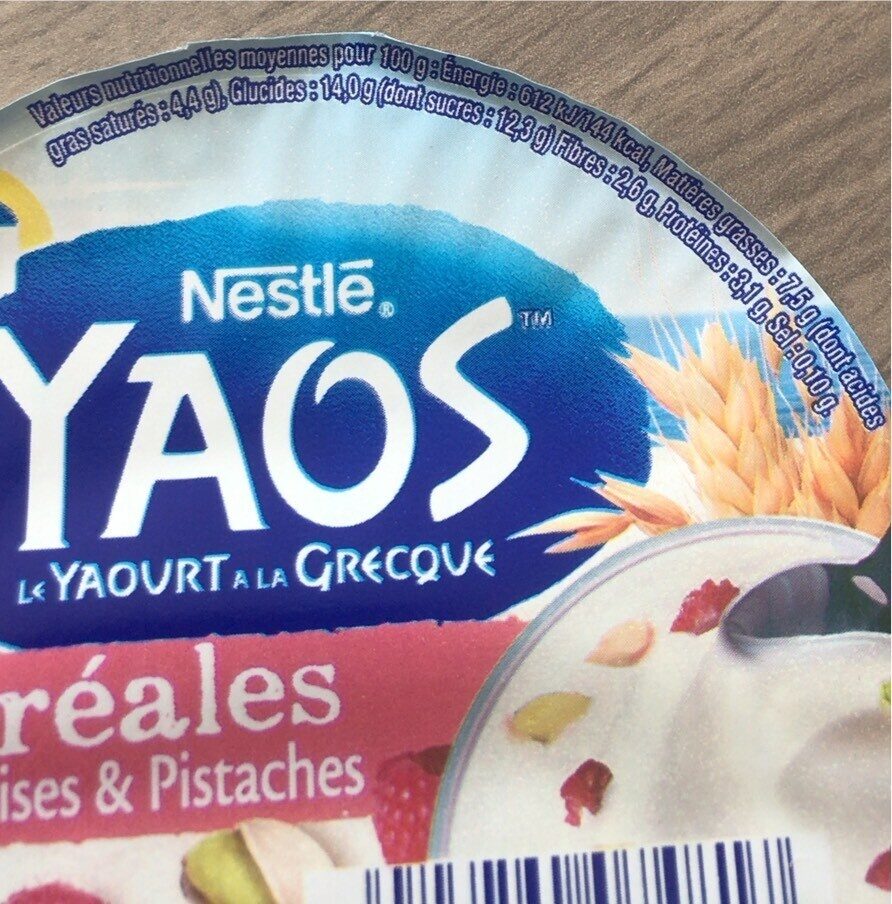 Valeurs nutritionnelles moyennes pour 100 g : Énergie : 612 kJ/144 kcal, Matières grasses : 7,5 g (dont acides
gras saturés : 4,4 g), Glucides : 14,0 g (dont sucres : 12,3 g) Fibres : 2,6 g, Protéines : 3,1 g, Sel : 0,10 g.
Nestlé®
YAOS™
LE YAOURT A LA GRECQUE
réales
ises & Pistaches